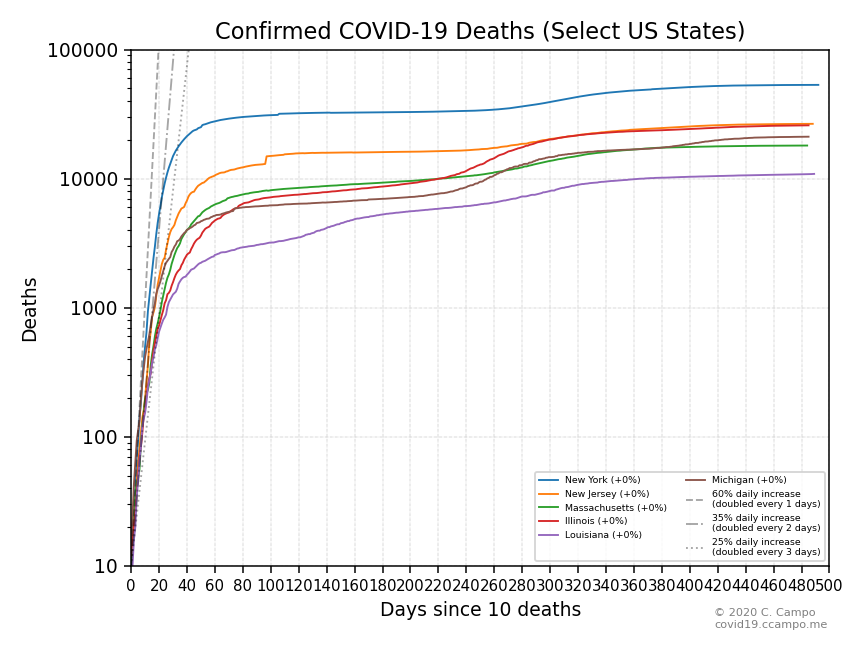 Confirmed COVID-19 Deaths (Select US States)
100000
10000
1000
100
10
Deaths
0 20 40 60 80 100 120 140 160 180 200 220 240 260 280 300 320 340 360 380 400 420 440 460 480 500
Days since 10 deaths
New York (+0%)
New Jersey (+0%)
Massachusetts (+0%)
Illinois (+0%)
Louisiana (+0%)
Michigan (+0%)
60% daily increase
(doubled every 1 days)
35% daily increase
(doubled every 2 days)
25% daily increase
(doubled every 3 days)
© 2020 C. Campo
covid19.ccampo.me